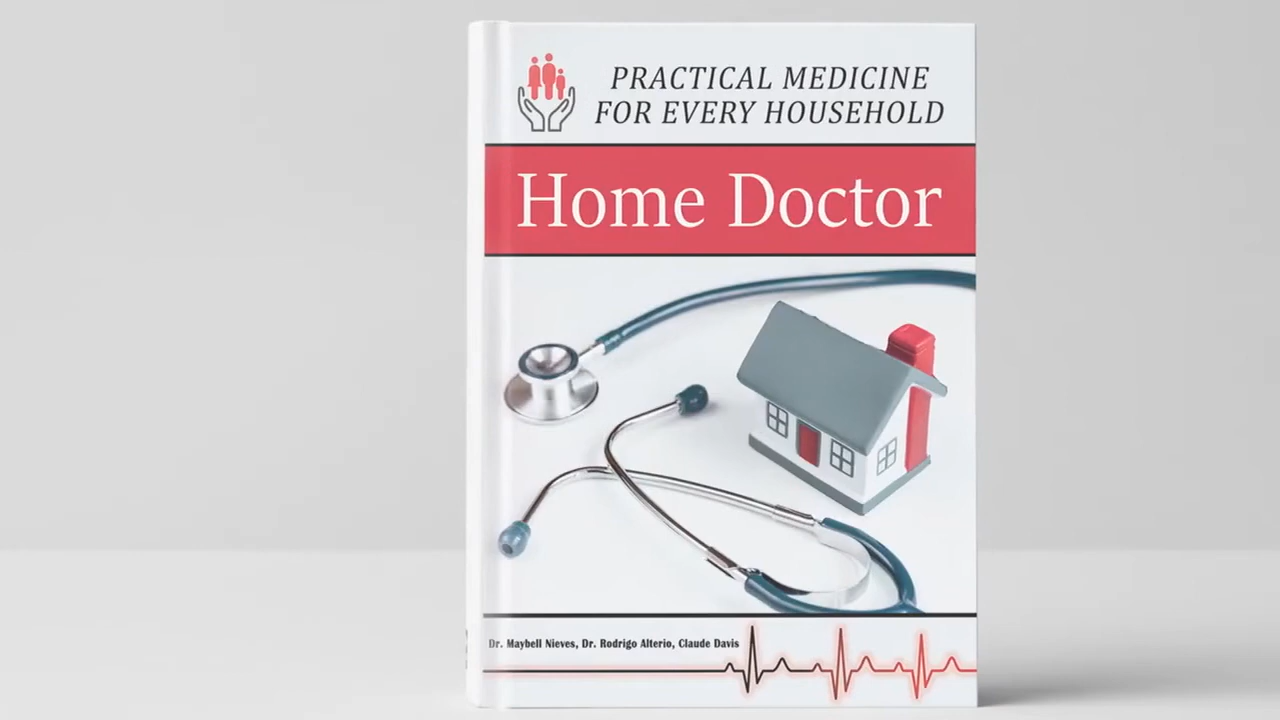 PRACTICAL MEDICINE
FOR EVERY HOUSEHOLD
Home Doctor
Dr. Maybell Nieves, Dr. Rodrigo Alterio, Claude Davis